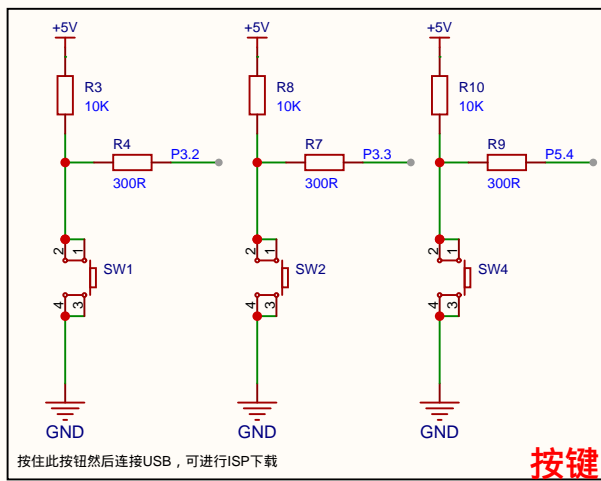 +5V +5V +5V
R3 R8 R10
10K 10K 10K
R4 P3.2 R7 P3.3 R9 P5.4
300R 300R 300R
2 1 2 1 2 1
SW1 SW2 SW4
4 3 4 3 4 3
GND GND GND
按住此按钮然后连接USB，可进行ISP下载
按键